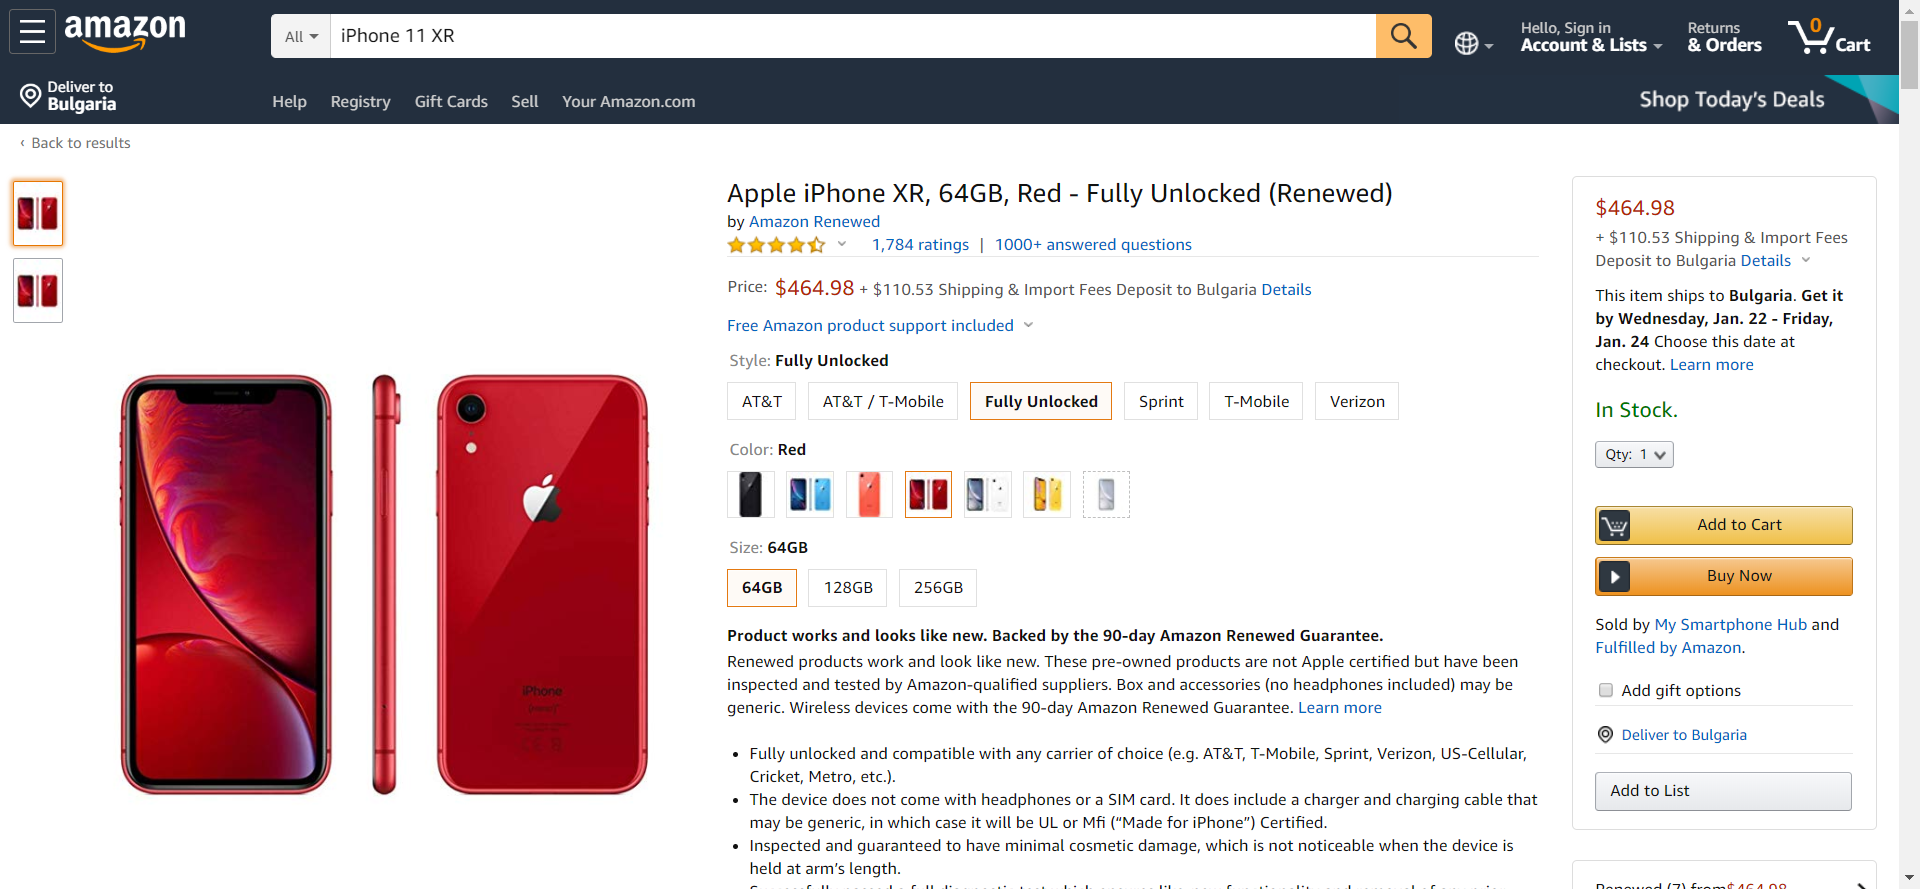 amazon
All
iPhone 11 XR
Hello, Sign in
Account & Lists
Returns
& Orders
0
Cart
Deliver to
Bulgaria
Help
Registry
Gift Cards
Sell
Your Amazon.com
Shop Today's Deals
‹ Back to results
Apple iPhone XR, 64GB, Red - Fully Unlocked (Renewed)
by Amazon Renewed
1,784 ratings | 1000+ answered questions
Price: $464.98 + $110.53 Shipping & Import Fees Deposit to Bulgaria Details
Free Amazon product support included
Style: Fully Unlocked
AT&T
AT&T / T-Mobile
Fully Unlocked
Sprint
T-Mobile
Verizon
Color: Red
Size: 64GB
64GB
128GB
256GB
Product works and looks like new. Backed by the 90-day Amazon Renewed Guarantee.
Renewed products work and look like new. These pre-owned products are not Apple certified but have been
inspected and tested by Amazon-qualified suppliers. Box and accessories (no headphones included) may be
generic. Wireless devices come with the 90-day Amazon Renewed Guarantee. Learn more
• Fully unlocked and compatible with any carrier of choice (e.g. AT&T, T-Mobile, Sprint, Verizon, US-Cellular,
Cricket, Metro, etc.).
• The device does not come with headphones or a SIM card. It does include a charger and charging cable that
may be generic, in which case it will be UL or Mfi (“Made for iPhone”) Certified.
• Inspected and guaranteed to have minimal cosmetic damage, which is not noticeable when the device is
held at arm’s length.
iPhone
$464.98
+ $110.53 Shipping & Import Fees
Deposit to Bulgaria Details
This item ships to Bulgaria. Get it
by Wednesday, Jan. 22 - Friday,
Jan. 24 Choose this date at
checkout. Learn more
In Stock.
Qty: 1
Add to Cart
Buy Now
Sold by My Smartphone Hub and
Fulfilled by Amazon.
Add gift options
Deliver to Bulgaria
Add to List
Renewed (7) from $464.98